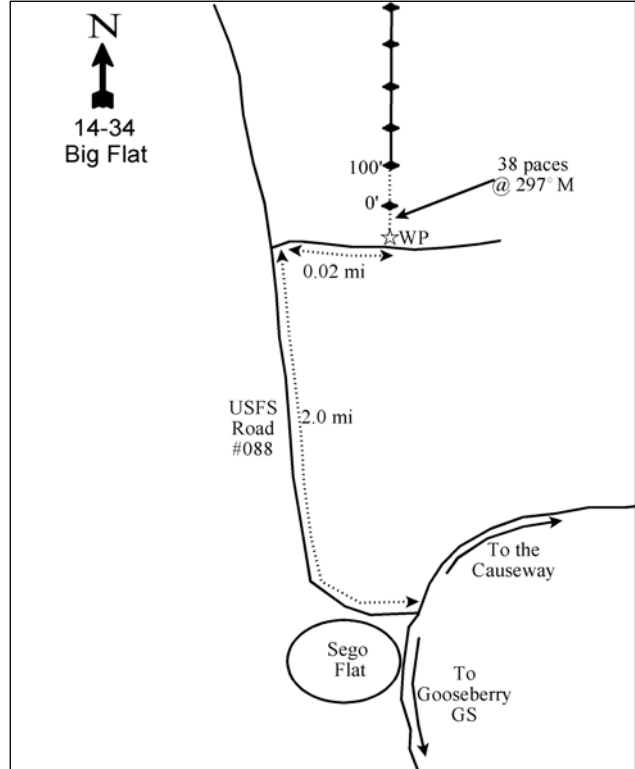 N
14-34
Big Flat
100'
0'
38 paces
@ 297° M
WP
0.02 mi
USFS
Road
#088
2.0 mi
To the
Causeway
Sego
Flat
To
Gooseberry
GS